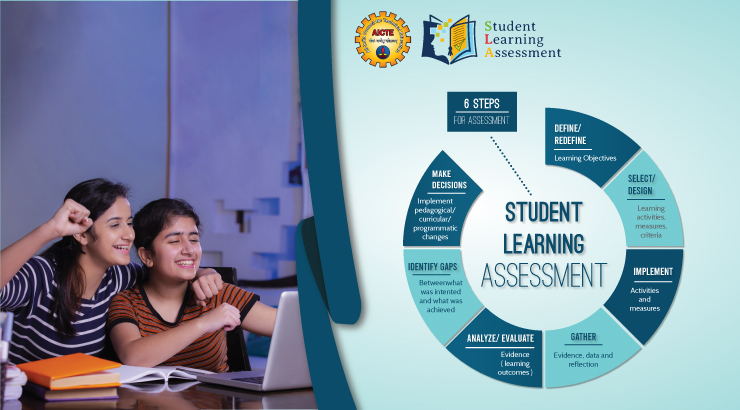 AICTE
Student
Learning
Assessment
6 STEPS
FOR ASSESSMENT
STUDENT
LEARNING
ASSESSMENT
DEFINE/
REDEFINE
Learning Objectives
SELECT/
DESIGN
Learning
activities,
measures,
criteria
IMPLEMENT
Activities
and
measures
GATHER
Evidence, data and
reflection
ANALYZE/ EVALUATE
Evidence
( learning
outcomes )
IDENTIFY GAPS
Betweenwhat
was intented
and what was
achieved
MAKE
DECISIONS
Implement
pedagogical/
curricular/
programmatic
changes